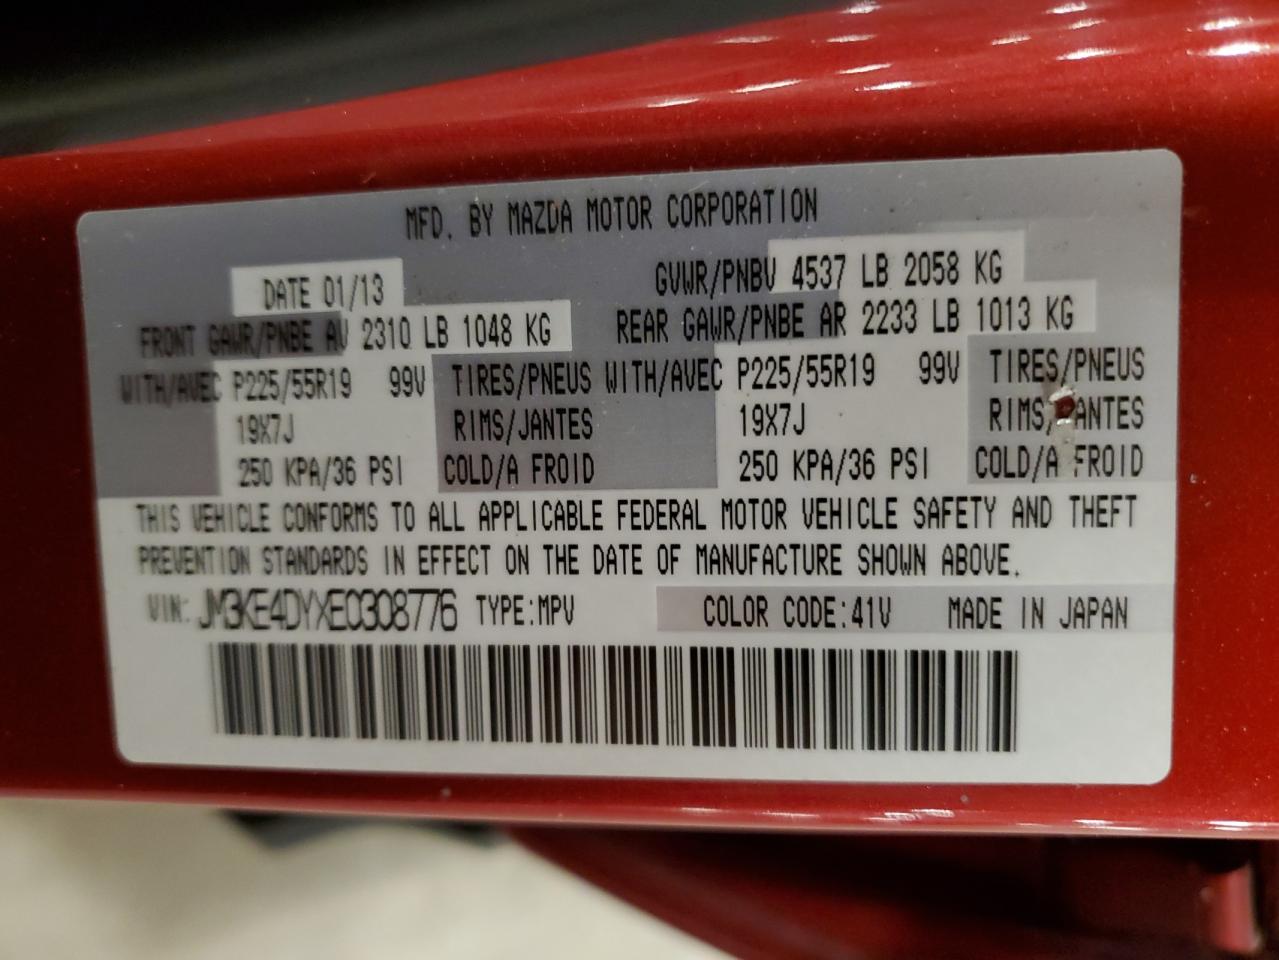 MFD. BY MAZDA MOTOR CORPORATION
DATE 01/13 GVWR/PNBV 4537 LB 2058 KG
FRONT GAWR/PNBE AV 2310 LB 1048 KG REAR GAWR/PNBE AR 2233 LB 1013 KG
WITH/AVEC P225/55R19 99V TIRES/PNEUS WITH/AVEC P225/55R19 99V TIRES/PNEUS
19X7J RIMS/JANTES 19X7J RIMS/JANTES
250 KPA/36 PSI COLD/A FROID 250 KPA/36 PSI COLD/A FROID
THIS VEHICLE CONFORMS TO ALL APPLICABLE FEDERAL MOTOR VEHICLE SAFETY AND THEFT
PREVENTION STANDARDS IN EFFECT ON THE DATE OF MANUFACTURE SHOWN ABOVE.
VIN: JM3KE4DYXE0308776 TYPE:MPV COLOR CODE:41V MADE IN JAPAN